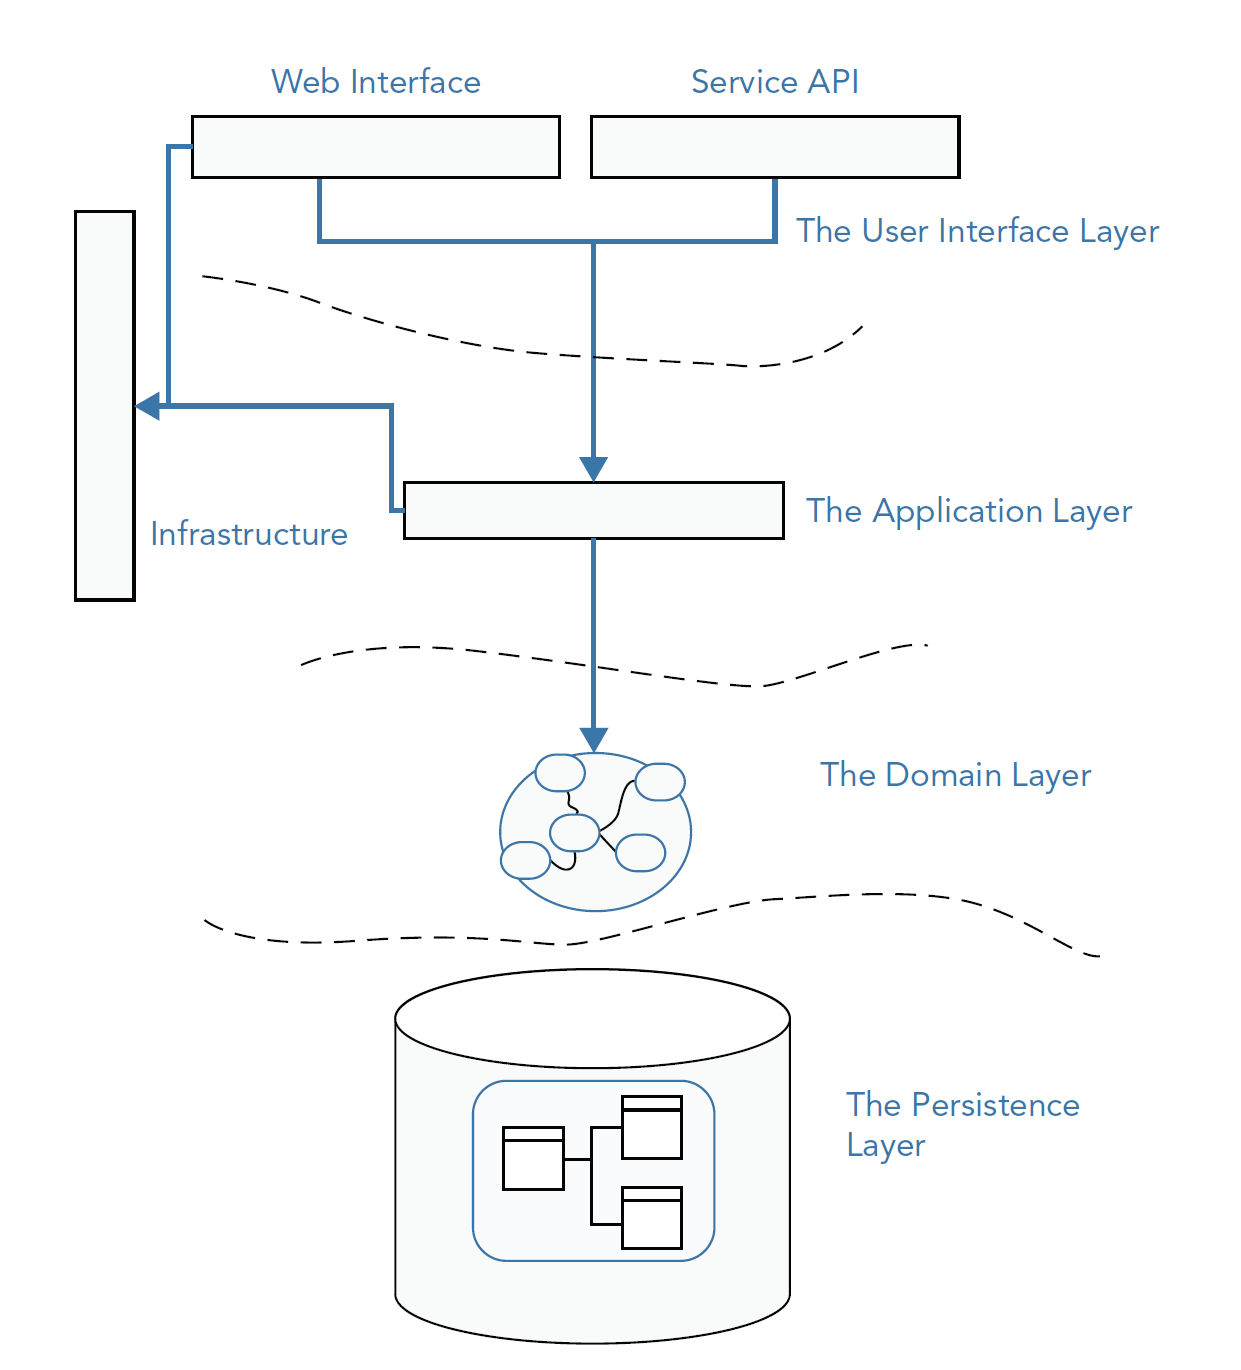 Web Interface
Service API
The User Interface Layer
The Application Layer
Infrastructure
The Domain Layer
The Persistence
Layer